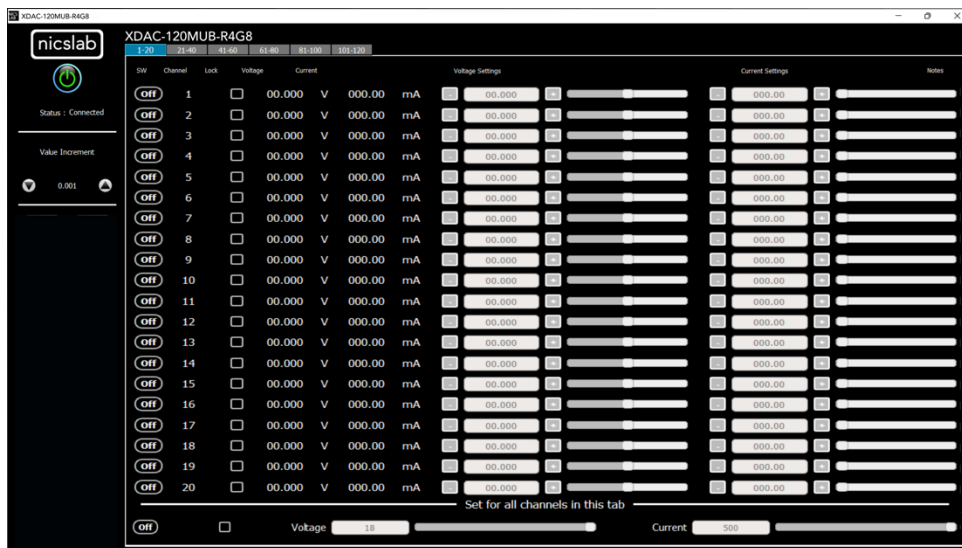 XDAC-120MUB-R4G8
nicslab
XDAC-120MUB-R4G8
1-20 21-40 41-60 61-80 81-100 101-120
SW Channel Lock Voltage Current Voltage Settings Current Settings Notes
Status : Connected
Value Increment
0.001
Off 1 00.000 V 000.00 mA - 00.000 + - 000.00 +
Off 2 00.000 V 000.00 mA - 00.000 + - 000.00 +
Off 3 00.000 V 000.00 mA - 00.000 + - 000.00 +
Off 4 00.000 V 000.00 mA - 00.000 + - 000.00 +
Off 5 00.000 V 000.00 mA - 00.000 + - 000.00 +
Off 6 00.000 V 000.00 mA - 00.000 + - 000.00 +
Off 7 00.000 V 000.00 mA - 00.000 + - 000.00 +
Off 8 00.000 V 000.00 mA - 00.000 + - 000.00 +
Off 9 00.000 V 000.00 mA - 00.000 + - 000.00 +
Off 10 00.000 V 000.00 mA - 00.000 + - 000.00 +
Off 11 00.000 V 000.00 mA - 00.000 + - 000.00 +
Off 12 00.000 V 000.00 mA - 00.000 + - 000.00 +
Off 13 00.000 V 000.00 mA - 00.000 + - 000.00 +
Off 14 00.000 V 000.00 mA - 00.000 + - 000.00 +
Off 15 00.000 V 000.00 mA - 00.000 + - 000.00 +
Off 16 00.000 V 000.00 mA - 00.000 + - 000.00 +
Off 17 00.000 V 000.00 mA - 00.000 + - 000.00 +
Off 18 00.000 V 000.00 mA - 00.000 + - 000.00 +
Off 19 00.000 V 000.00 mA - 00.000 + - 000.00 +
Off 20 00.000 V 000.00 mA - 00.000 + - 000.00 +
Set for all channels in this tab
Off Voltage 18 Current 500